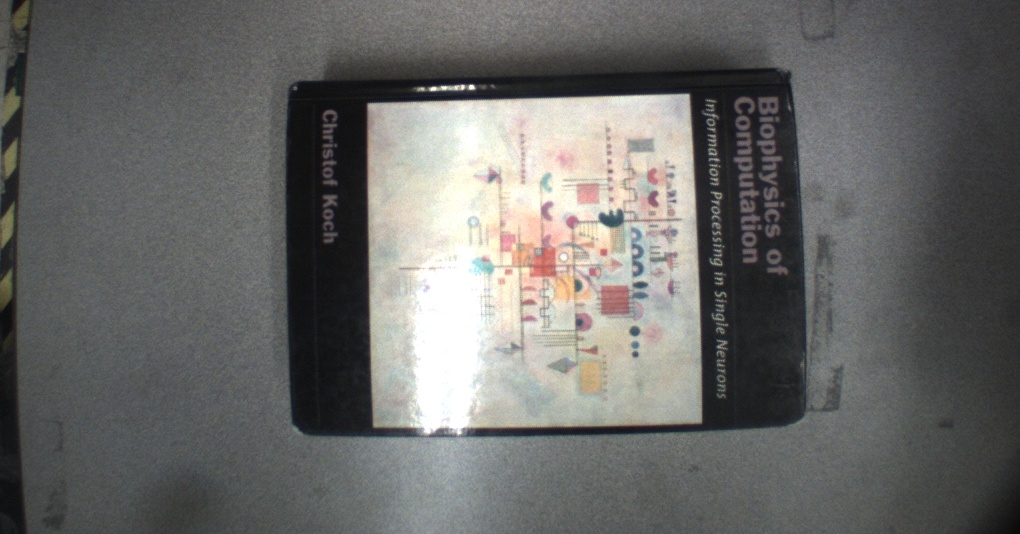 Biophysics of
Computation
Information Processing in Single Neurons
Christof Koch